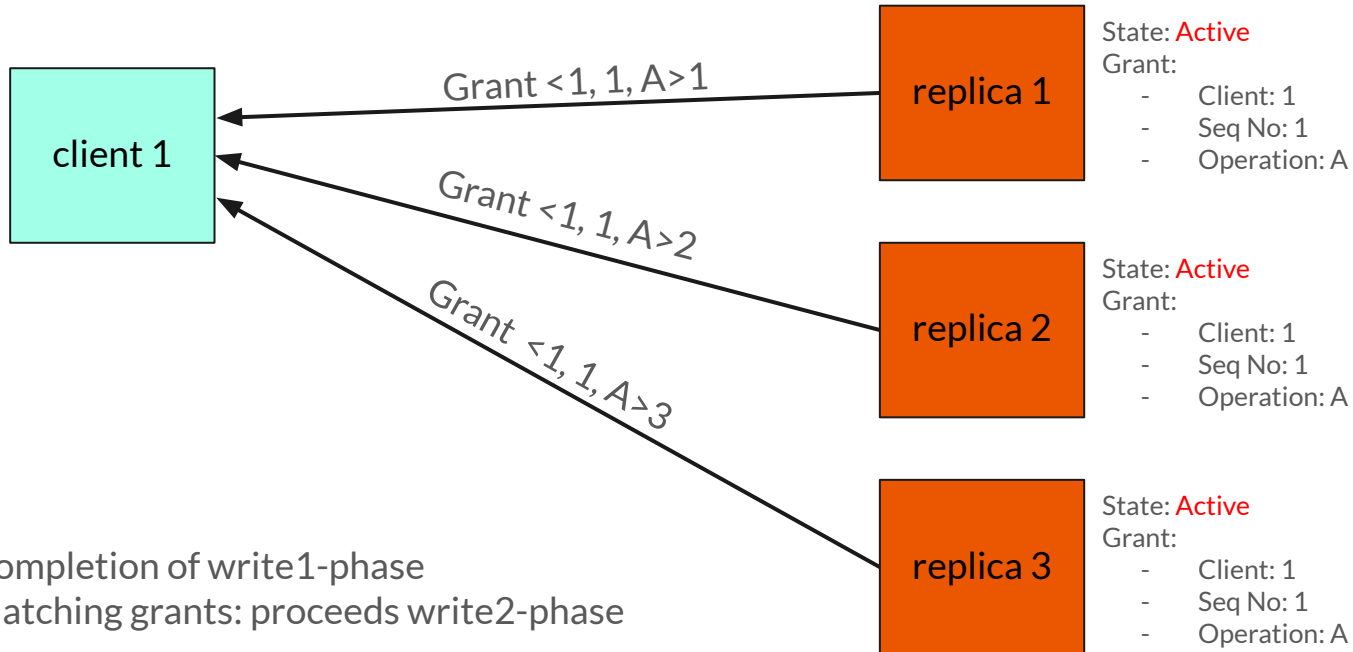 client 1
Grant <1, 1, A>1
Grant <1, 1, A>2
Grant <1, 1, A>3
replica 1
State: Active
Grant:
- Client: 1
- Seq No: 1
- Operation: A
replica 2
State: Active
Grant:
- Client: 1
- Seq No: 1
- Operation: A
replica 3
State: Active
Grant:
- Client: 1
- Seq No: 1
- Operation: A
ompletion of write1-phase
atching grants: proceeds write2-phase